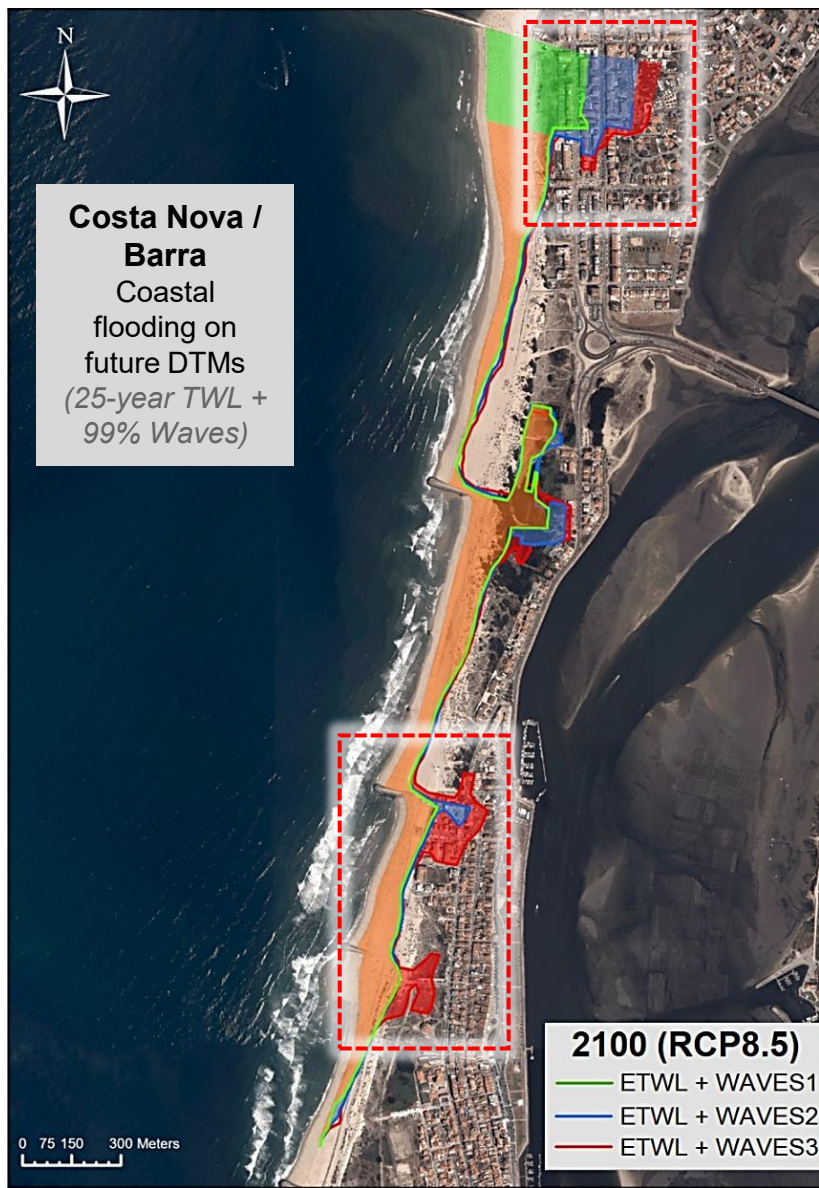 N
Costa Nova /
Barra
Coastal
flooding on
future DTMs
(25-year TWL +
99% Waves)
2100 (RCP8.5)
ETWL + WAVES1
ETWL + WAVES2
ETWL + WAVES3
0 75 150 300 Meters